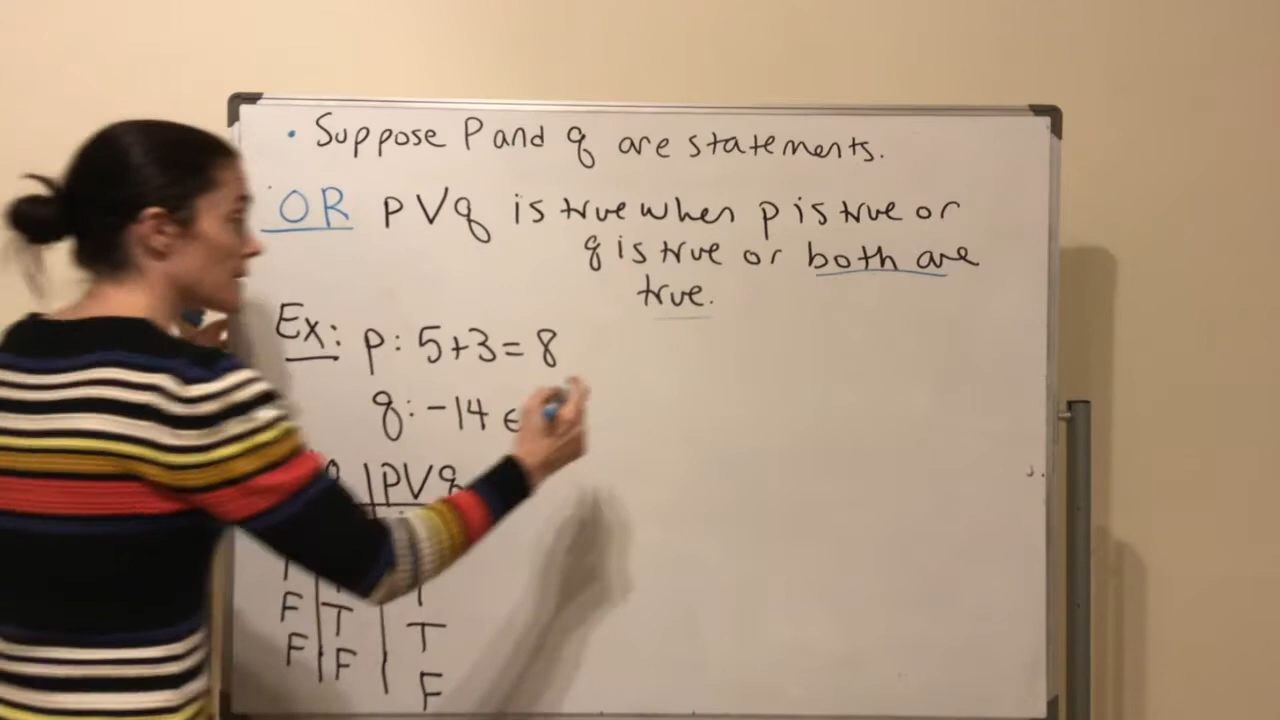 • Suppose P and q are statements.
OR p V q is true when p is true or
q is true or both are
true.
Ex: p: 5+3=8
q: -14 ∈
P V q
F T T
F F F